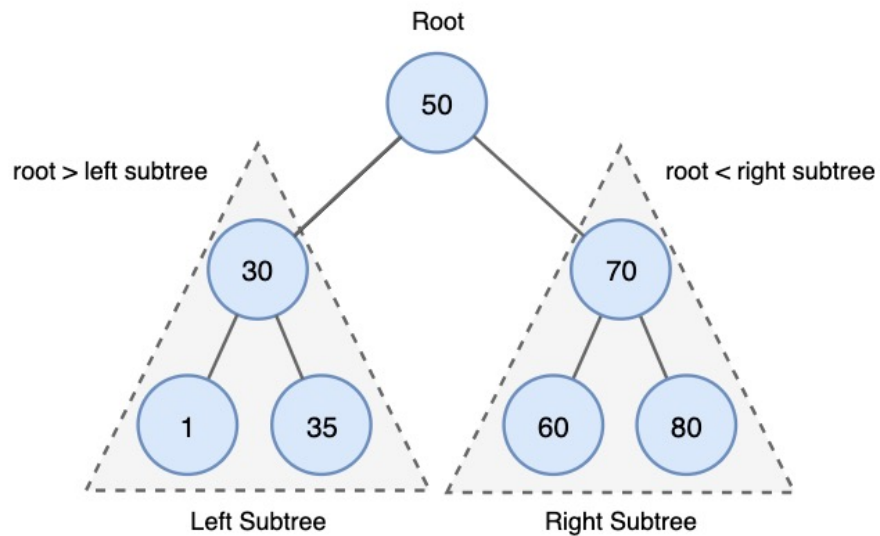 Root
50
root > left subtree
root < right subtree
30
70
1
35
60
80
Left Subtree
Right Subtree